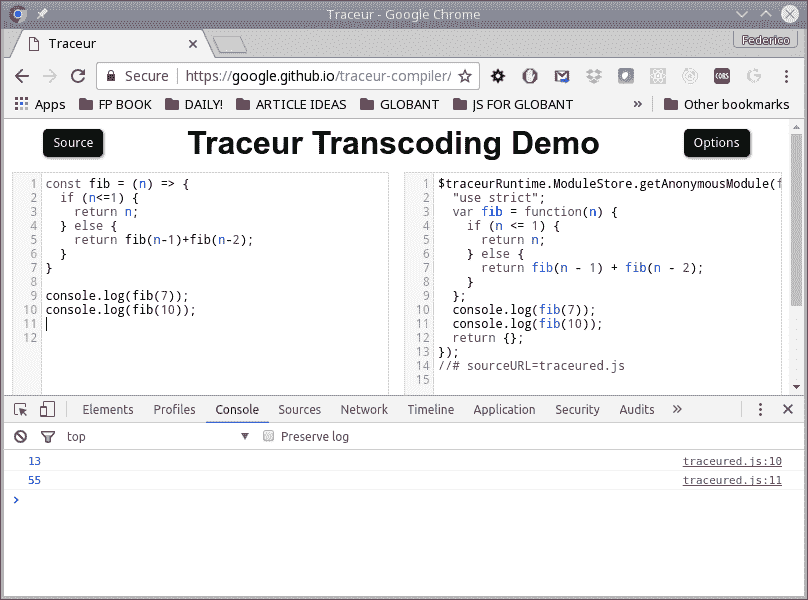 Traceur - Google Chrome
Traceur
Federico
Secure https://google.github.io/traceur-compiler/
CORS
Apps FP BOOK DAILY! ARTICLE IDEAS GLOBANT JS FOR GLOBANT » Other bookmarks
Source Traceur Transcoding Demo Options
1 const fib = (n) => {
2 if (n<=1) {
3 return n;
4 } else {
5 return fib(n-1)+fib(n-2);
6 }
7 }
8
9 console.log(fib(7));
10 console.log(fib(10));
11
12
1 $traceurRuntime.ModuleStore.getAnonymousModule(f
2 "use strict";
3 var fib = function(n) {
4 if (n <= 1) {
5 return n;
6 } else {
7 return fib(n - 1) + fib(n - 2);
8 }
9 };
10 console.log(fib(7));
11 console.log(fib(10));
12 return {};
13 });
14 //# sourceURL=traceured.js
15
Elements Profiles Console Sources Network Timeline Application Security Audits »
top Preserve log
13 traceured.js:10
55 traceured.js:11
>